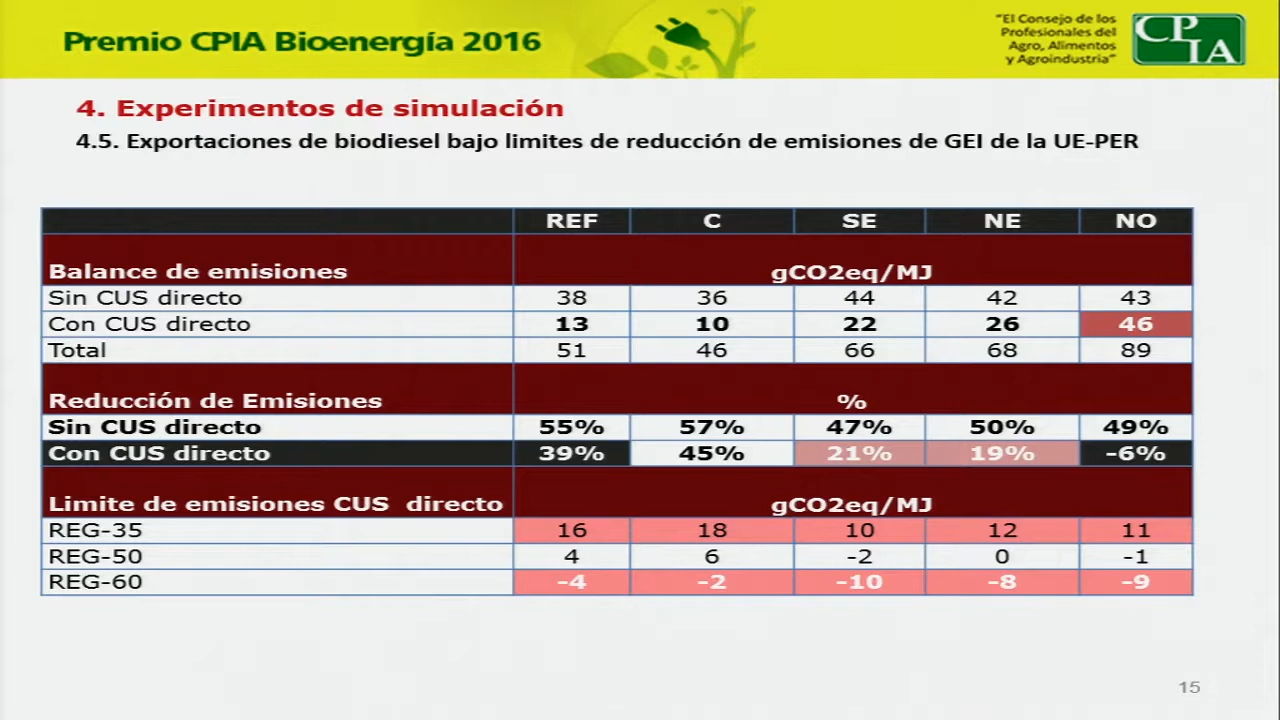 Premio CPIA Bioenergía 2016
"El Consejo de los
Profesionales del
Agro, Alimentos
y Agroindustria"
CPIA
4. Experimentos de simulación
4.5. Exportaciones de biodiesel bajo limites de reducción de emisiones de GEI de la UE-PER
REF C SE NE NO
Balance de emisiones gCO2eq/MJ
Sin CUS directo 38 36 44 42 43
Con CUS directo 13 10 22 26 46
Total 51 46 66 68 89
Reducción de Emisiones %
Sin CUS directo 55% 57% 47% 50% 49%
Con CUS directo 39% 45% 21% 19% -6%
Limite de emisiones CUS directo gCO2eq/MJ
REG-35 16 18 10 12 11
REG-50 4 6 -2 0 -1
REG-60 -4 -2 -10 -8 -9
15